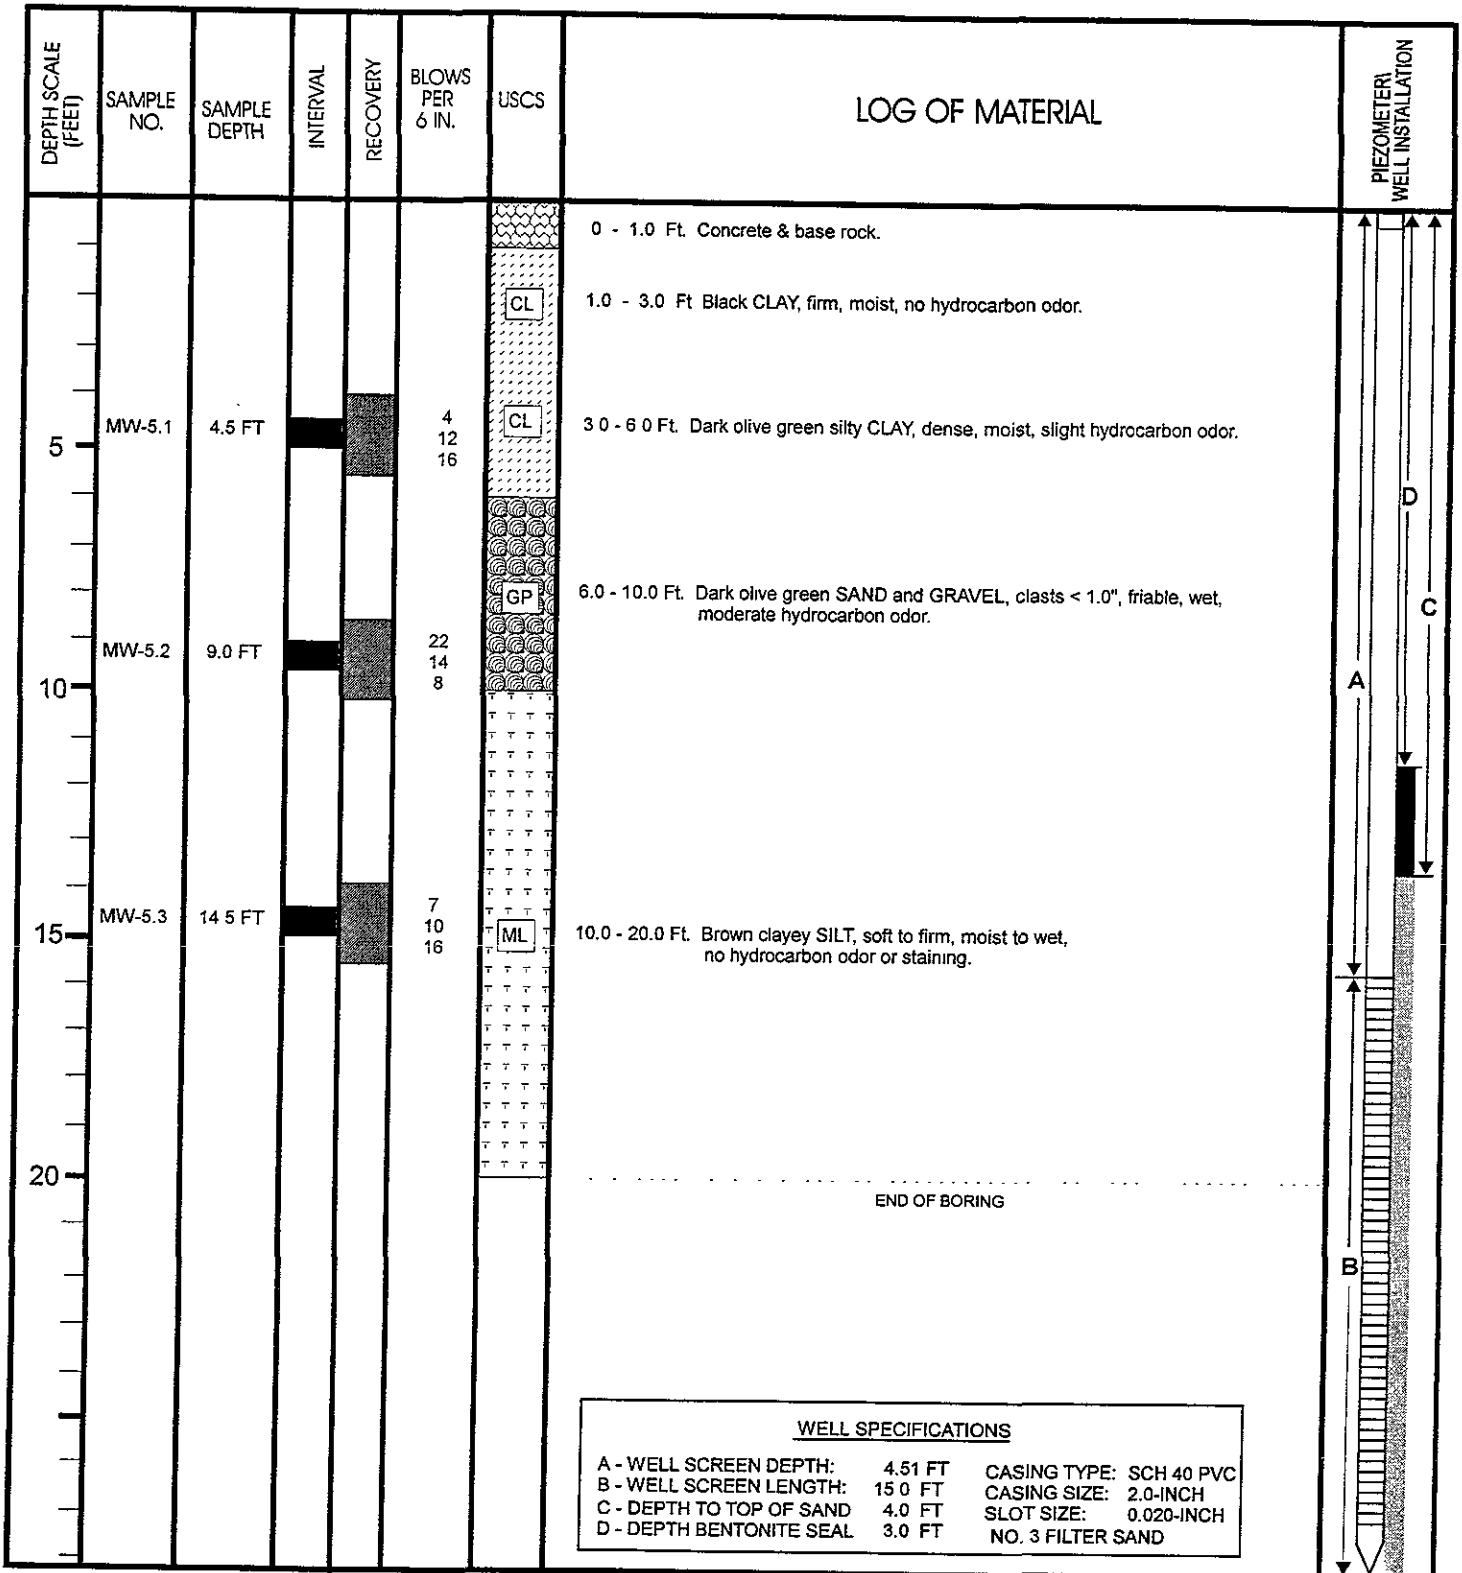 DEPTH SCALE
(FEET)
SAMPLE
NO.
SAMPLE
DEPTH
INTERVAL
RECOVERY
BLOWS
PER
6 IN.
USCS
LOG OF MATERIAL
PIEZOMETER\
WELL INSTALLATION
0 - 1.0 Ft. Concrete & base rock.
CL
1.0 - 3.0 Ft Black CLAY, firm, moist, no hydrocarbon odor.
5
MW-5.1
4.5 FT
4
12
16
CL
3 0 - 6 0 Ft. Dark olive green silty CLAY, dense, moist, slight hydrocarbon odor.
D
GP
6.0 - 10.0 Ft. Dark olive green SAND and GRAVEL, clasts < 1.0", friable, wet,
moderate hydrocarbon odor.
C
MW-5.2
9.0 FT
22
14
8
10
A
MW-5.3
14 5 FT
7
10
16
15
ML
10.0 - 20.0 Ft. Brown clayey SILT, soft to firm, moist to wet,
no hydrocarbon odor or staining.
20
END OF BORING
B
WELL SPECIFICATIONS
A - WELL SCREEN DEPTH: 4.51 FT
B - WELL SCREEN LENGTH: 15 0 FT
C - DEPTH TO TOP OF SAND 4.0 FT
D - DEPTH BENTONITE SEAL 3.0 FT
CASING TYPE: SCH 40 PVC
CASING SIZE: 2.0-INCH
SLOT SIZE: 0.020-INCH
NO. 3 FILTER SAND